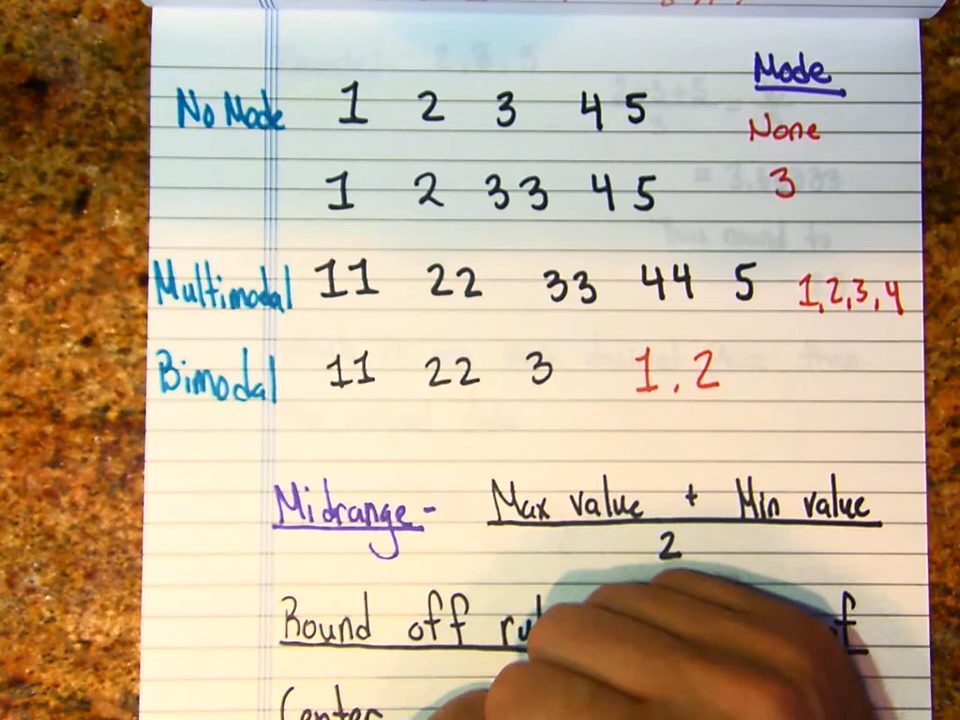 Mode
No Mode 1 2 3 4 5 None
1 2 3 3 4 5 3
Multimodal 1 1 2 2 3 3 4 4 5 1,2,3,4
Bimodal 1 1 2 2 3 1, 2
Midrange - Max value + Min value
2
Round off
Center